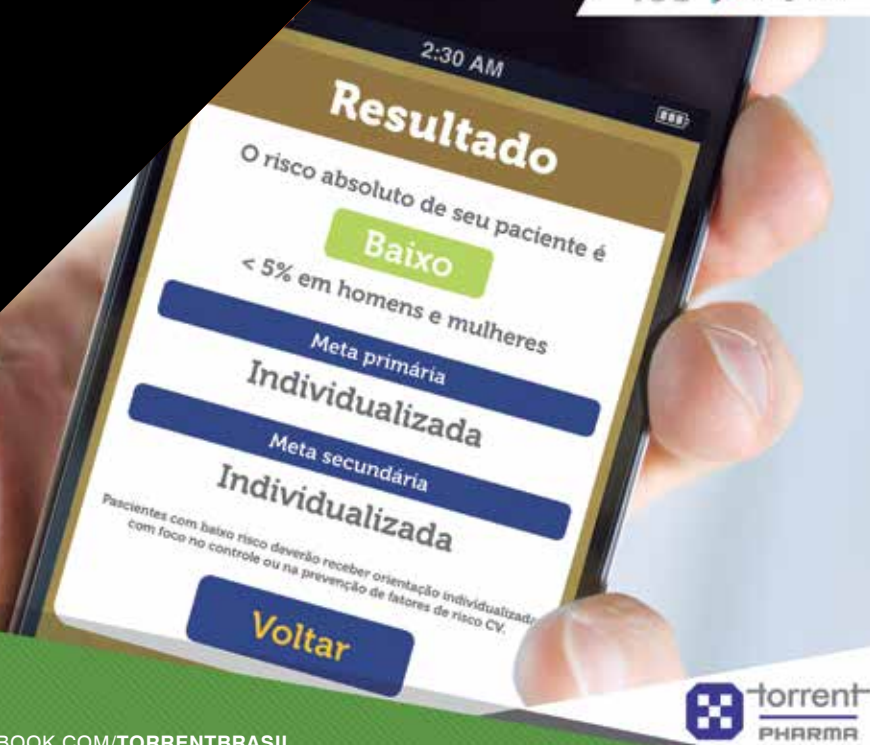 2:30 AM
Resultado
O risco absoluto de seu paciente é
Baixo
< 5% em homens e mulheres
Meta primária
Individualizada
Meta secundária
Individualizada
Pascientes com baixo risco deverão receber orientação individualizada
com foco no controle ou na prevenção de fatores de risco CV.
Voltar
torrent
PHARMA
BOOK.COM/TORRENTBRASIL